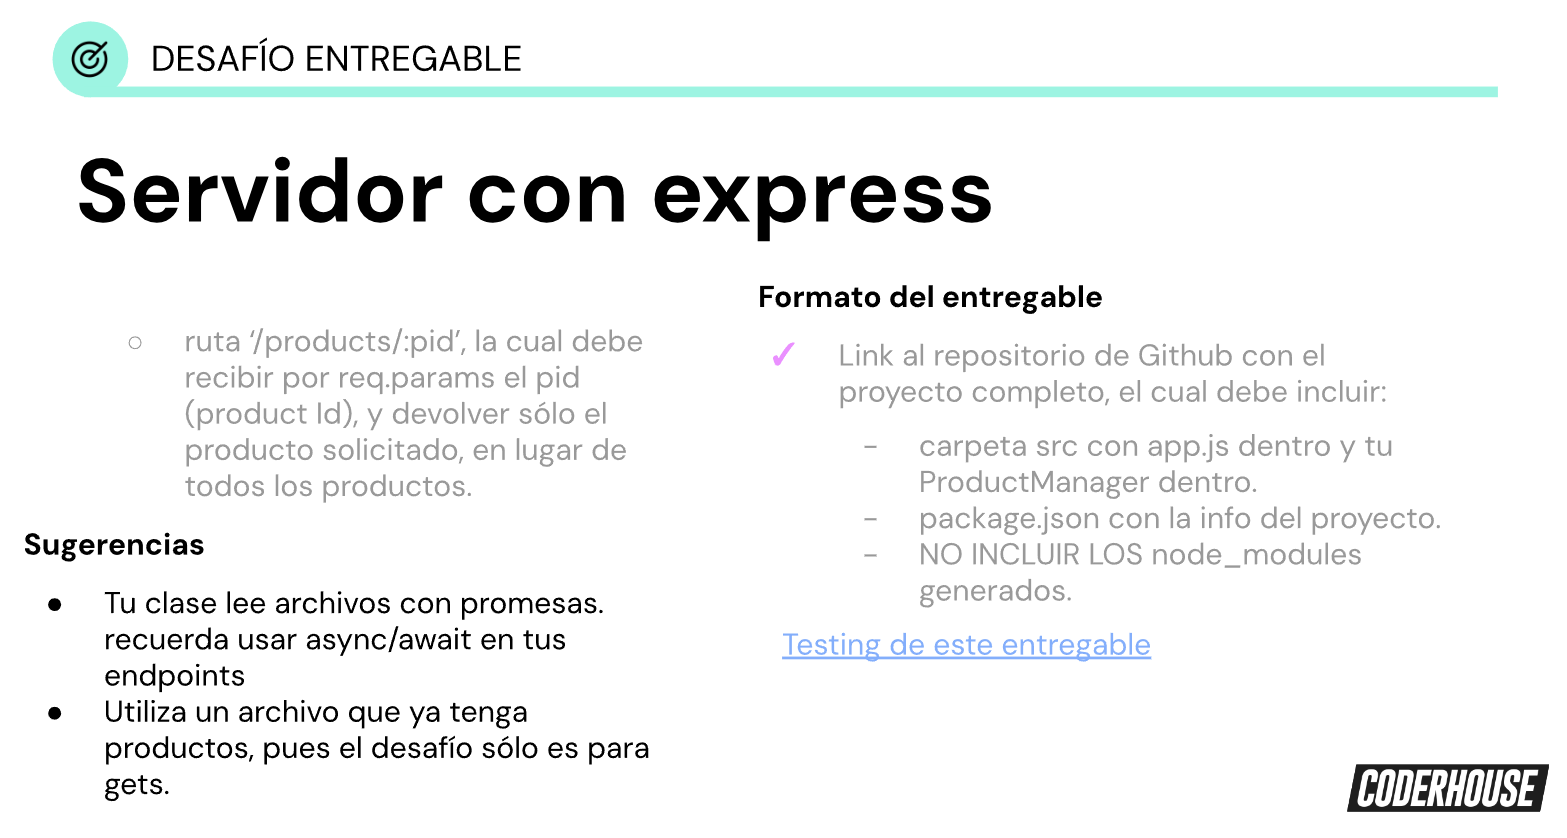 DESAFÍO ENTREGABLE
Servidor con express
○ ruta ‘/products/:pid’, la cual debe
recibir por req.params el pid
(product Id), y devolver sólo el
producto solicitado, en lugar de
todos los productos.
Sugerencias
● Tu clase lee archivos con promesas.
recuerda usar async/await en tus
endpoints
● Utiliza un archivo que ya tenga
productos, pues el desafío sólo es para
gets.
Formato del entregable
✓ Link al repositorio de Github con el
proyecto completo, el cual debe incluir:
- carpeta src con app.js dentro y tu
ProductManager dentro.
- package.json con la info del proyecto.
- NO INCLUIR LOS node_modules
generados.
Testing de este entregable
CODERHOUSE